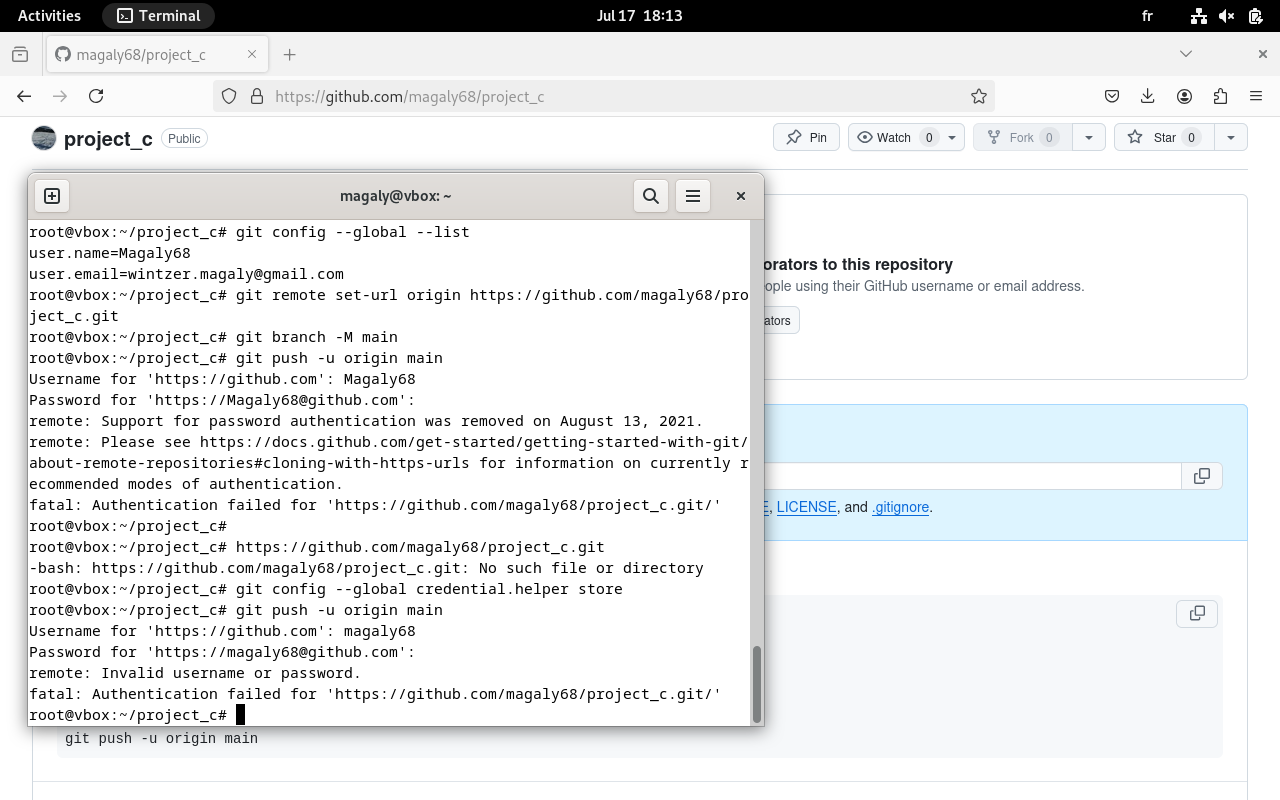 Activities
Terminal
Jul 17 18:13
fr
magaly68/project_c
https://github.com/magaly68/project_c
project_c
Public
Pin
Watch 0
Fork 0
Star 0
magaly@vbox: ~
root@vbox:~/project_c# git config --global --list
user.name=Magaly68
user.email=wintzer.magaly@gmail.com
root@vbox:~/project_c# git remote set-url origin https://github.com/magaly68/pro
ject_c.git
root@vbox:~/project_c# git branch -M main
root@vbox:~/project_c# git push -u origin main
Username for 'https://github.com': Magaly68
Password for 'https://Magaly68@github.com':
remote: Support for password authentication was removed on August 13, 2021.
remote: Please see https://docs.github.com/get-started/getting-started-with-git/
about-remote-repositories#cloning-with-https-urls for information on currently r
ecommended modes of authentication.
fatal: Authentication failed for 'https://github.com/magaly68/project_c.git/'
root@vbox:~/project_c#
root@vbox:~/project_c# https://github.com/magaly68/project_c.git
-bash: https://github.com/magaly68/project_c.git: No such file or directory
root@vbox:~/project_c# git config --global credential.helper store
root@vbox:~/project_c# git push -u origin main
Username for 'https://github.com': magaly68
Password for 'https://magaly68@github.com':
remote: Invalid username or password.
fatal: Authentication failed for 'https://github.com/magaly68/project_c.git/'
root@vbox:~/project_c#
orators to this repository
ople using their GitHub username or email address.
ators
E, LICENSE, and .gitignore.
git push -u origin main